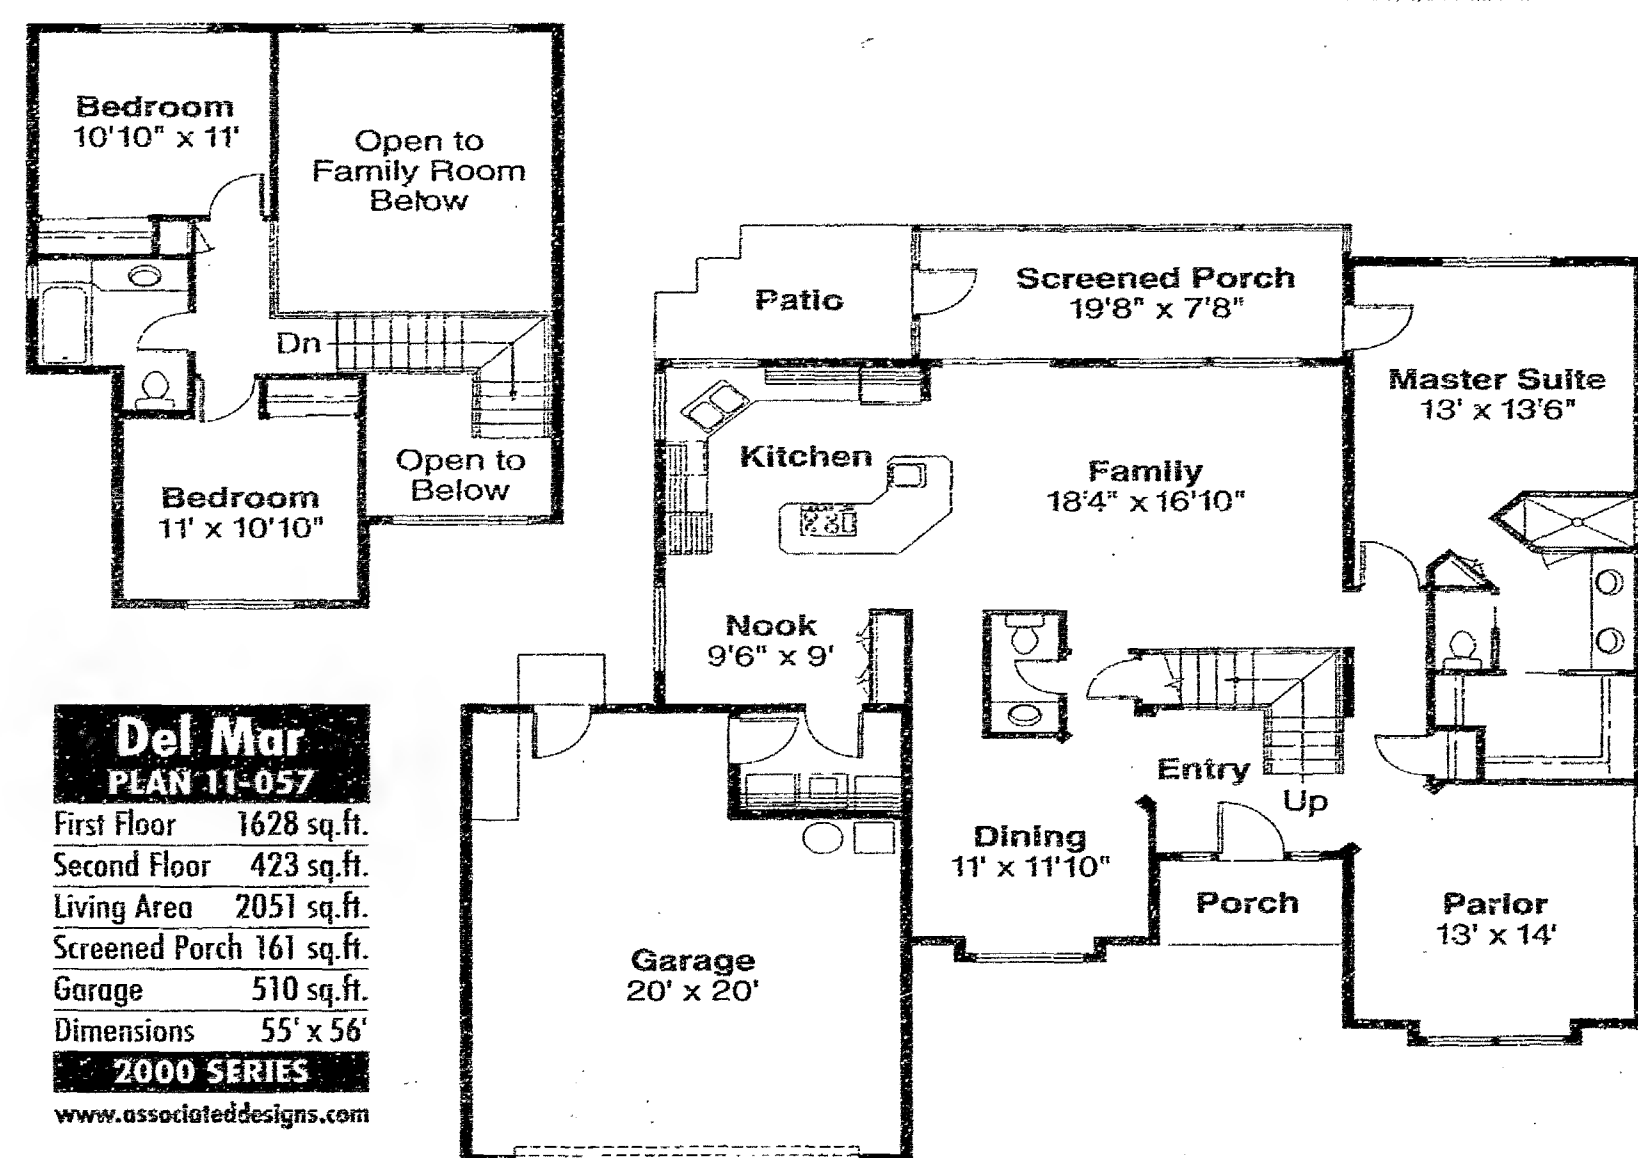 Bedroom
10'10" x 11'
Open to
Family Room
Below
Dn
Open to
Below
Bedroom
11' x 10'10"
Patio
Screened Porch
19'8" x 7'8"
Master Suite
13' x 13'6"
Kitchen
Family
18'4" x 16'10"
Nook
9'6" x 9'
Entry
Up
Dining
11' x 11'10"
Porch
Parlor
13' x 14'
Garage
20' x 20'
Del Mar
PLAN 11-057
First Floor 1628 sq.ft.
Second Floor 423 sq.ft.
Living Area 2051 sq.ft.
Screened Porch 161 sq.ft.
Garage 510 sq.ft.
Dimensions 55' x 56'
2000 SERIES
www.associateddesigns.com